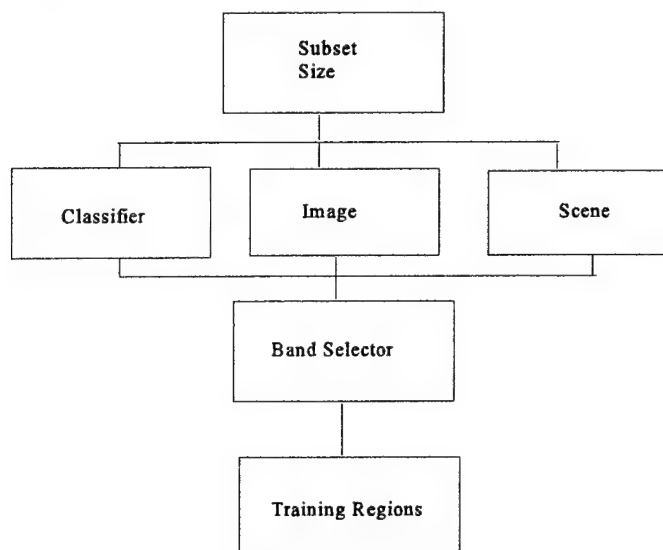 Subset
Size
Classifier
Image
Scene
Band Selector
Training Regions